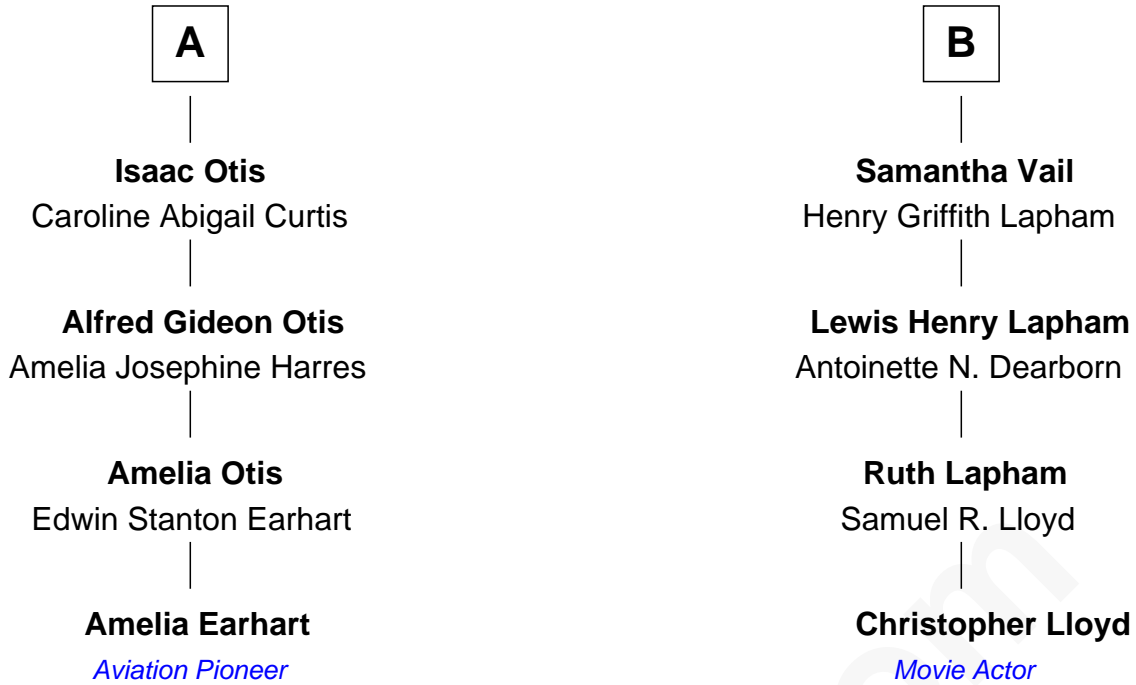 A
Isaac Otis
Caroline Abigail Curtis
Alfred Gideon Otis
Amelia Josephine Harres
Amelia Otis
Edwin Stanton Earhart
Amelia Earhart
Aviation Pioneer
B
Samantha Vail
Henry Griffith Lapham
Lewis Henry Lapham
Antoinette N. Dearborn
Ruth Lapham
Samuel R. Lloyd
Christopher Lloyd
Movie Actor